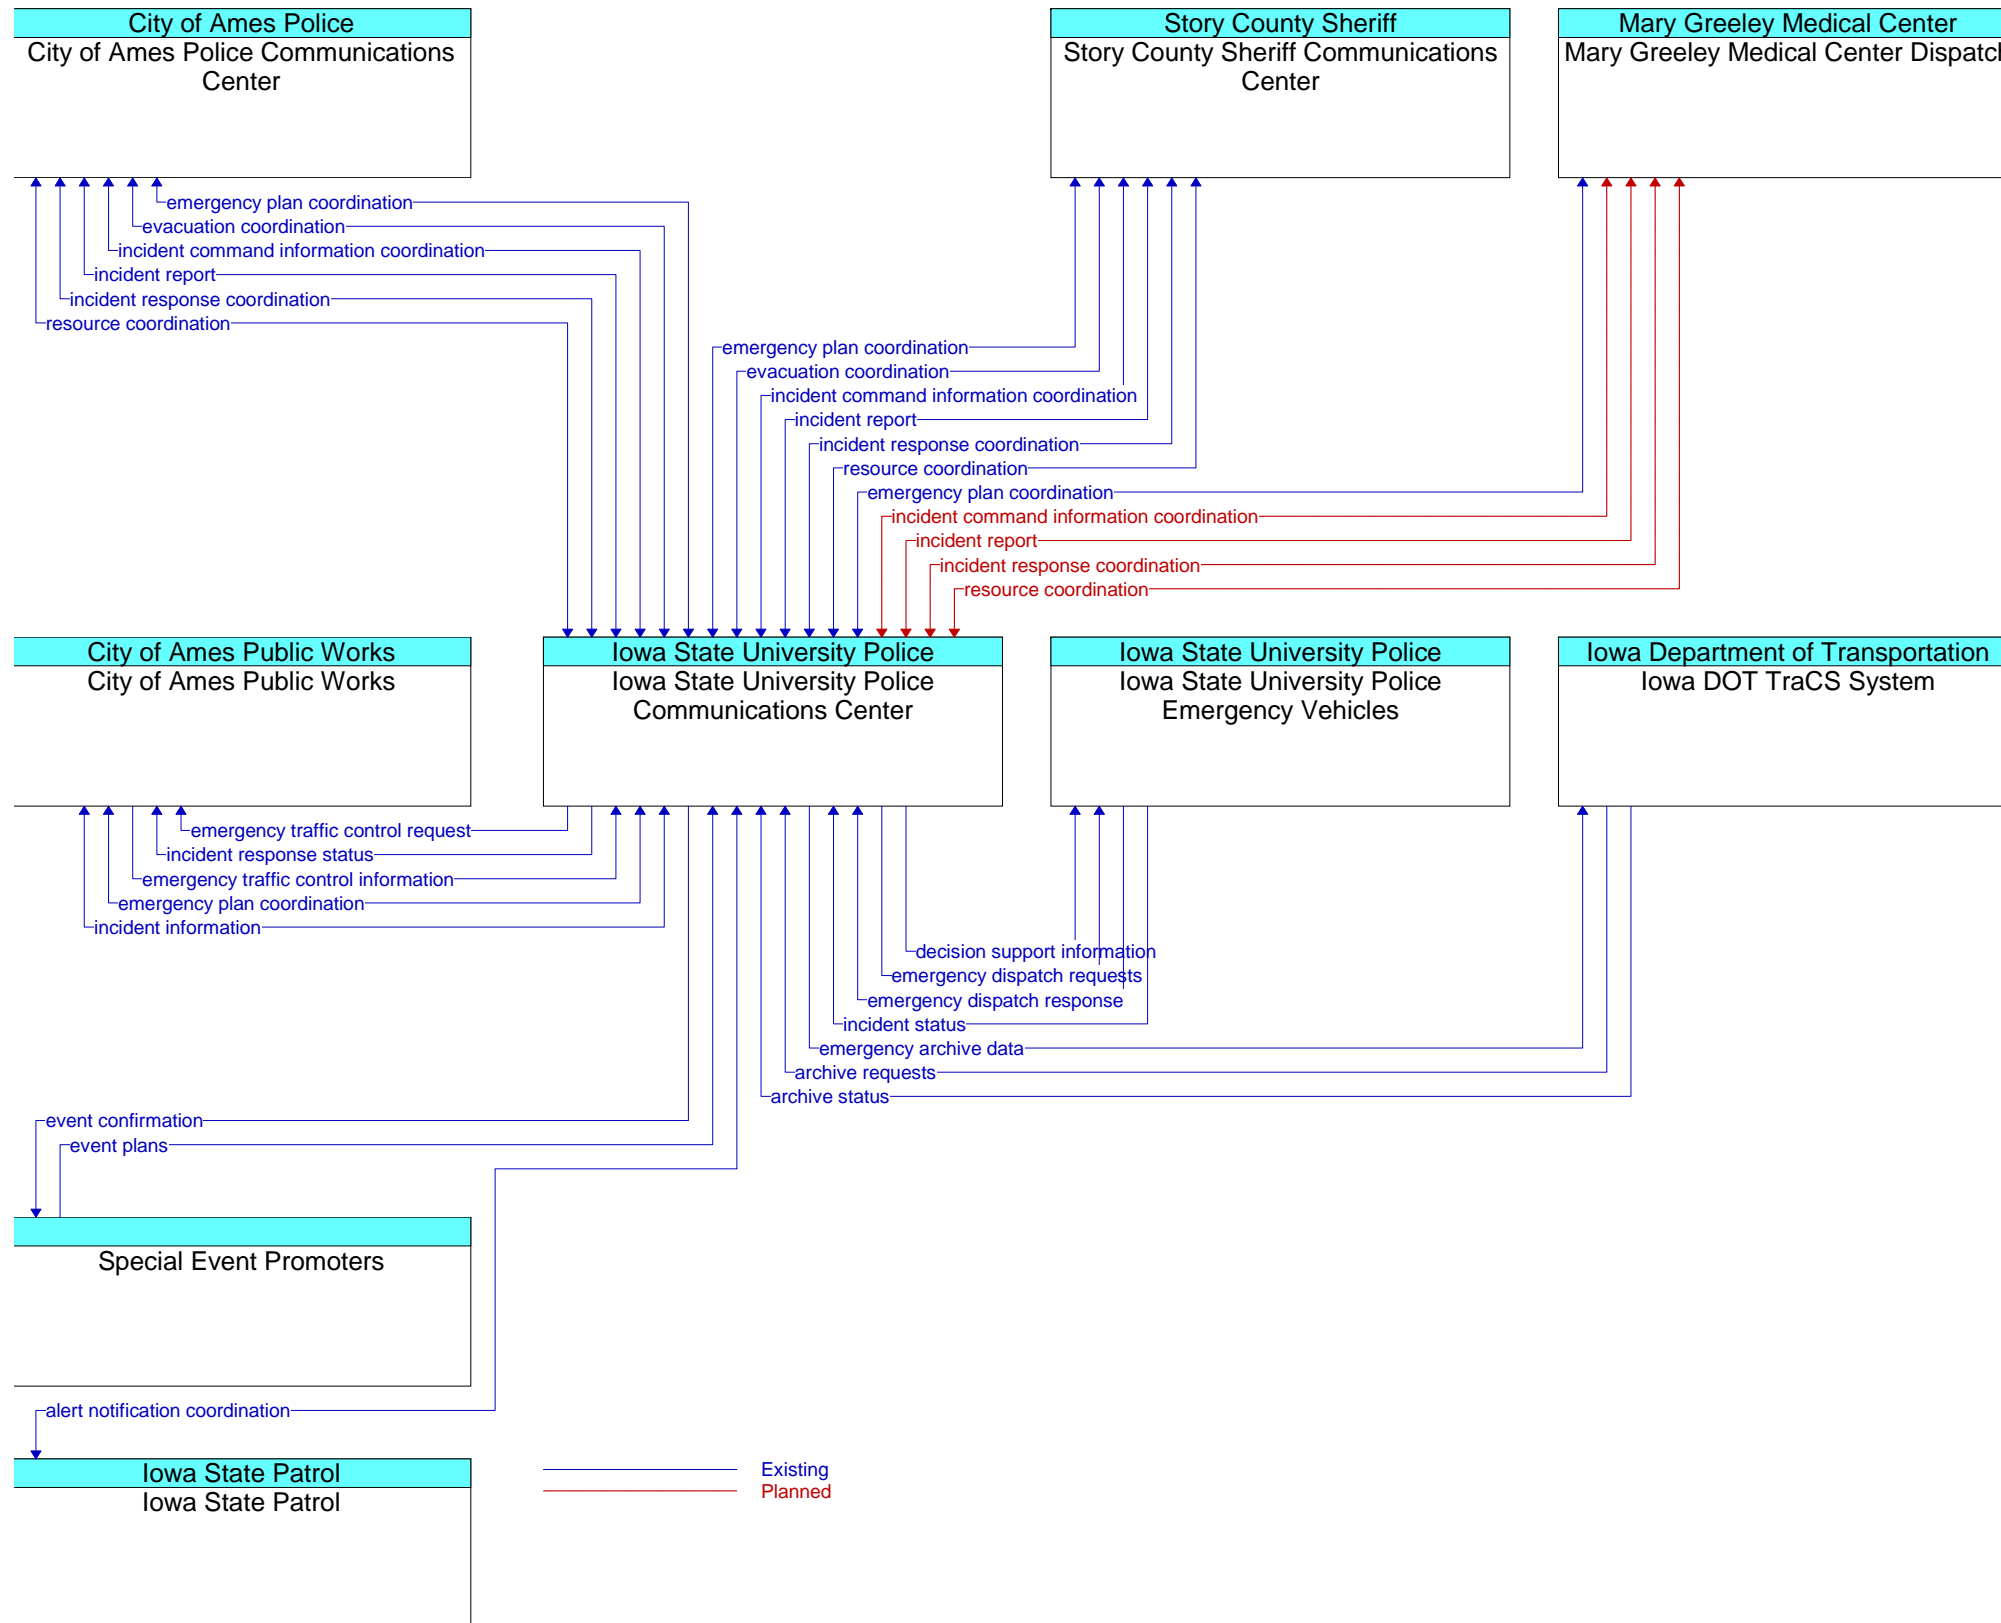 City of Ames Police
City of Ames Police Communications
Center
Story County Sheriff
Story County Sheriff Communications
Center
Mary Greeley Medical Center
Mary Greeley Medical Center Dispatch
emergency plan coordination
evacuation coordination
incident command information coordination
incident report
incident response coordination
resource coordination
emergency plan coordination
evacuation coordination
incident command information coordination
incident report
incident response coordination
resource coordination
emergency plan coordination
incident command information coordination
incident report
incident response coordination
resource coordination
City of Ames Public Works
City of Ames Public Works
Iowa State University Police
Iowa State University Police
Communications Center
Iowa State University Police
Iowa State University Police
Emergency Vehicles
Iowa Department of Transportation
Iowa DOT TraCS System
emergency traffic control request
incident response status
emergency traffic control information
emergency plan coordination
incident information
decision support information
emergency dispatch requests
emergency dispatch response
incident status
emergency archive data
archive requests
archive status
event confirmation
event plans
Special Event Promoters
alert notification coordination
Iowa State Patrol
Iowa State Patrol
Existing
Planned